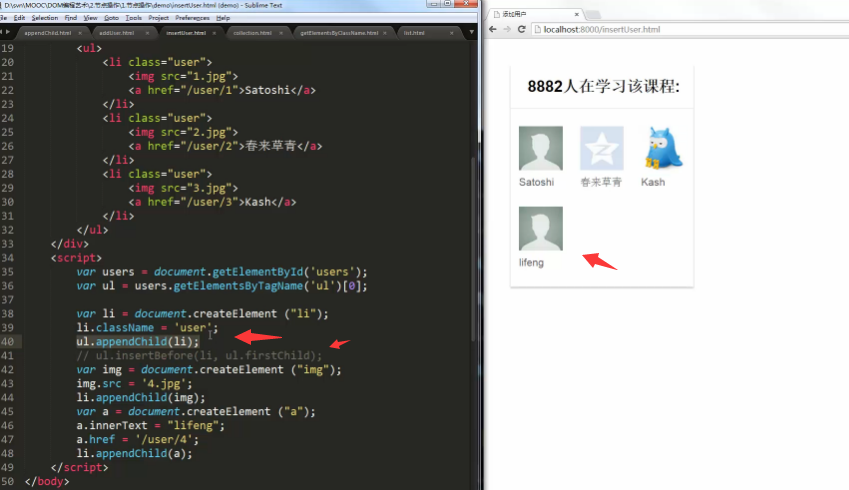 D:\svn\MOOC\DOM编程艺术\2.节点操作\1.节点操作\demo\insertUser.html (demo) - Sublime Text
File Edit Selection Find View Goto Tools Project Preferences Help
appendChild.html addUser.html insertUser.html collection.html getElementsByClassName.html list.html
19 <ul>
20 <li class="user">
21 <img src="1.jpg">
22 <a href="/user/1">Satoshi</a>
23 </li>
24 <li class="user">
25 <img src="2.jpg">
26 <a href="/user/2">春来草青</a>
27 </li>
28 <li class="user">
29 <img src="3.jpg">
30 <a href="/user/3">Kash</a>
31 </li>
32 </ul>
33 </div>
34 <script>
35 var users = document.getElementById('users');
36 var ul = users.getElementsByTagName('ul')[0];
37
38 var li = document.createElement ("li");
39 li.className = 'user';
40 ul.appendChild(li);
41 // ul.insertBefore(li, ul.firstChild);
42 var img = document.createElement ("img");
43 img.src = '4.jpg';
44 li.appendChild(img);
45 var a = document.createElement ("a");
46 a.innerText = "lifeng";
47 a.href = '/user/4';
48 li.appendChild(a);
49 </script>
50 </body>
添加用户
localhost:8000/insertUser.html
8882人在学习该课程:
Satoshi 春来草青 Kash
lifeng